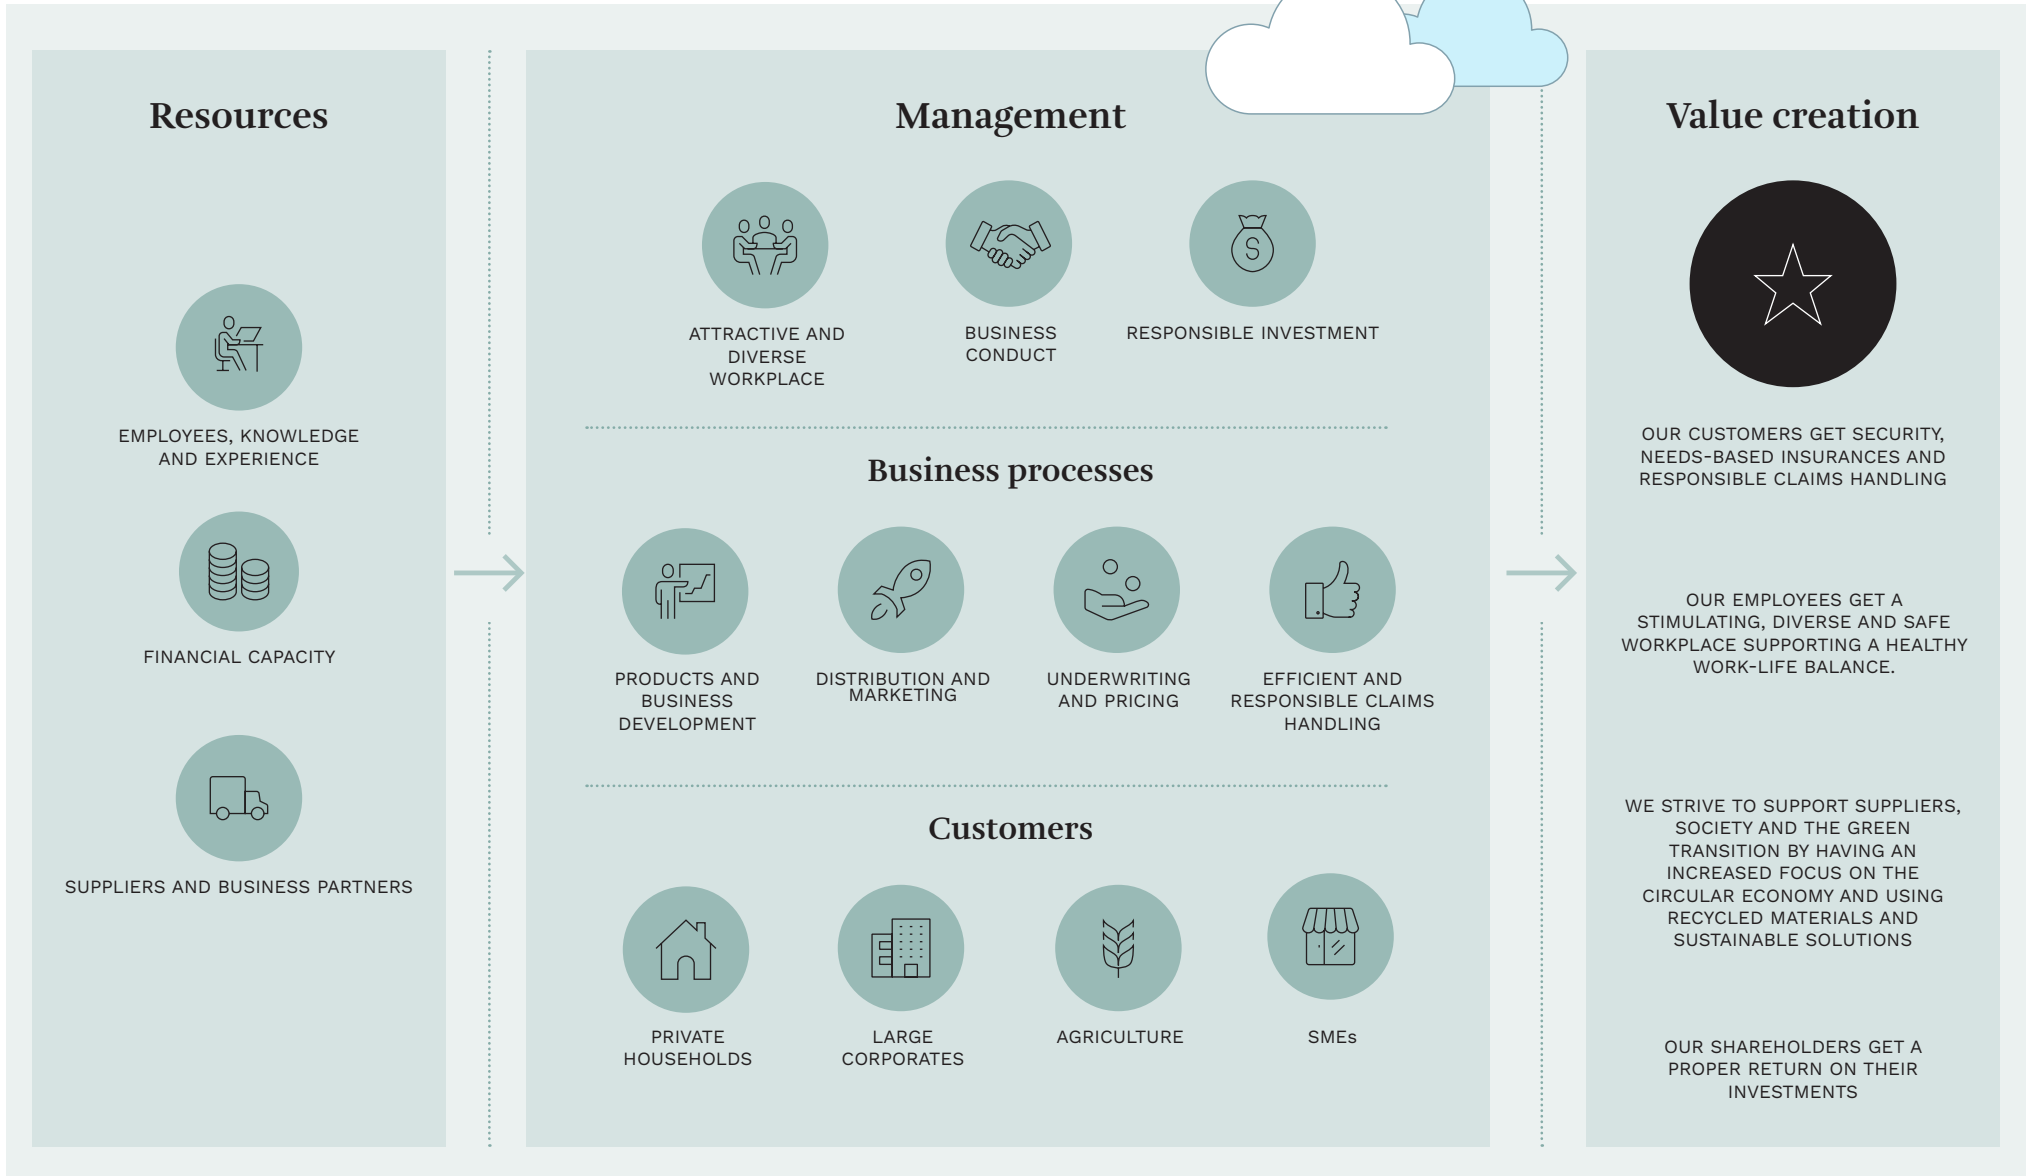 Resources
EMPLOYEES, KNOWLEDGE
AND EXPERIENCE
FINANCIAL CAPACITY
SUPPLIERS AND BUSINESS PARTNERS
Management
ATTRACTIVE AND
DIVERSE
WORKPLACE
BUSINESS
CONDUCT
RESPONSIBLE INVESTMENT
Business processes
PRODUCTS AND
BUSINESS
DEVELOPMENT
DISTRIBUTION AND
MARKETING
UNDERWRITING
AND PRICING
EFFICIENT AND
RESPONSIBLE CLAIMS
HANDLING
Customers
PRIVATE
HOUSEHOLDS
LARGE
CORPORATES
AGRICULTURE
SMEs
Value creation
OUR CUSTOMERS GET SECURITY,
NEEDS-BASED INSURANCES AND
RESPONSIBLE CLAIMS HANDLING
OUR EMPLOYEES GET A
STIMULATING, DIVERSE AND SAFE
WORKPLACE SUPPORTING A HEALTHY
WORK-LIFE BALANCE.
WE STRIVE TO SUPPORT SUPPLIERS,
SOCIETY AND THE GREEN
TRANSITION BY HAVING AN
INCREASED FOCUS ON THE
CIRCULAR ECONOMY AND USING
RECYCLED MATERIALS AND
SUSTAINABLE SOLUTIONS
OUR SHAREHOLDERS GET A
PROPER RETURN ON THEIR
INVESTMENTS